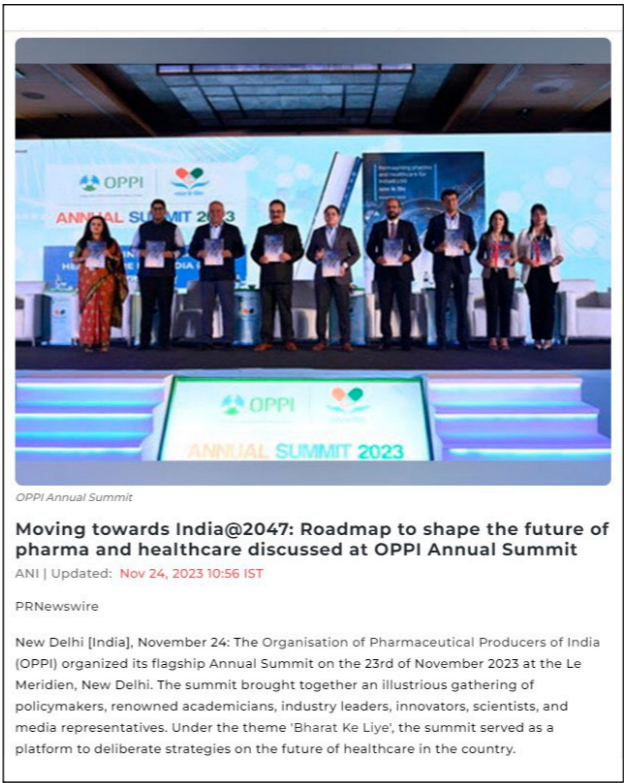 OPPI
ANNUAL SUMMIT 2023
Reimagining pharma
and healthcare for
OPPI
ANNUAL SUMMIT 2023
OPPI Annual Summit
Moving towards India@2047: Roadmap to shape the future of
pharma and healthcare discussed at OPPI Annual Summit
ANI | Updated: Nov 24, 2023 10:56 IST
PRNewswire
New Delhi [India], November 24: The Organisation of Pharmaceutical Producers of India
(OPPI) organized its flagship Annual Summit on the 23rd of November 2023 at the Le
Meridien, New Delhi. The summit brought together an illustrious gathering of
policymakers, renowned academicians, industry leaders, innovators, scientists, and
media representatives. Under the theme 'Bharat Ke Liye', the summit served as a
platform to deliberate strategies on the future of healthcare in the country.